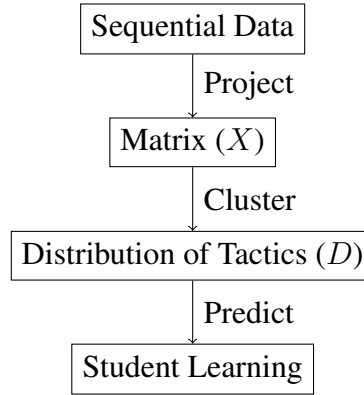 Sequential Data
Project
Matrix (X)
Cluster
Distribution of Tactics (D)
Predict
Student Learning